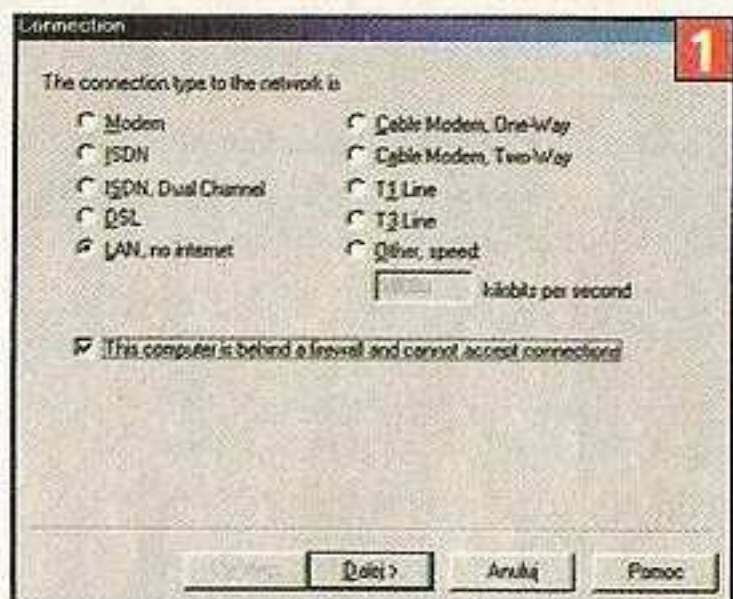 Connection
1
The connection type to the network is
Modem
ISDN
ISDN, Dual Channel
DSL
LAN, no internet
Cable Modem, One-Way
Cable Modem, Two-Way
T1 Line
T3 Line
Other, speed:
kilobits per second
This computer is behind a firewall and cannot accept connections
Dalej >
Anuluj
Pomoc